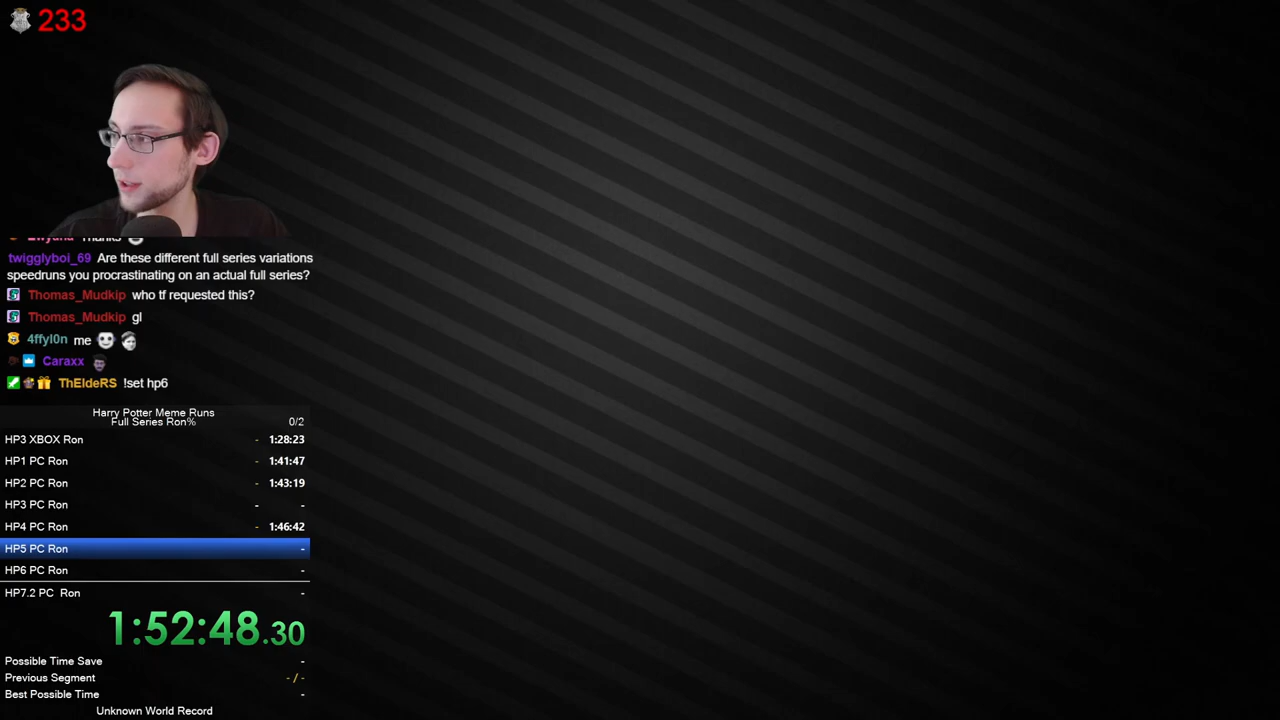 233
Thanks
twigglyboi_69 Are these different full series variations
speedruns you procrastinating on an actual full series?
Thomas_Mudkip who tf requested this?
Thomas_Mudkip gl
4ffyl0n me
Caraxx
ThEldeRS !set hp6
Harry Potter Meme Runs
Full Series Ron% 0/2
HP3 XBOX Ron - 1:28:23
HP1 PC Ron - 1:41:47
HP2 PC Ron - 1:43:19
HP3 PC Ron - -
HP4 PC Ron - 1:46:42
HP5 PC Ron -
HP6 PC Ron -
HP7.2 PC Ron -
1:52:48.30
Possible Time Save -
Previous Segment - / -
Best Possible Time -
Unknown World Record